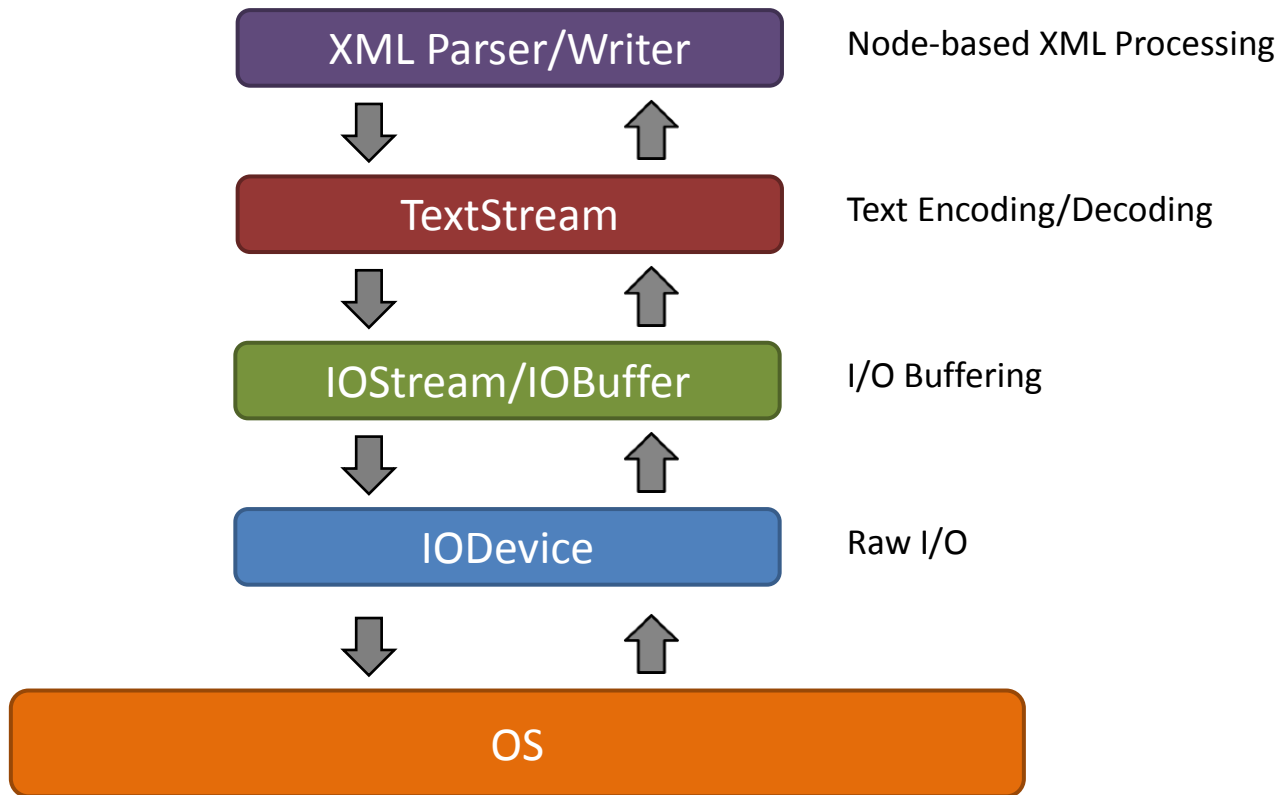 XML Parser/Writer
Node-based XML Processing
TextStream
Text Encoding/Decoding
IOStream/IOBuffer
I/O Buffering
IODevice
Raw I/O
OS